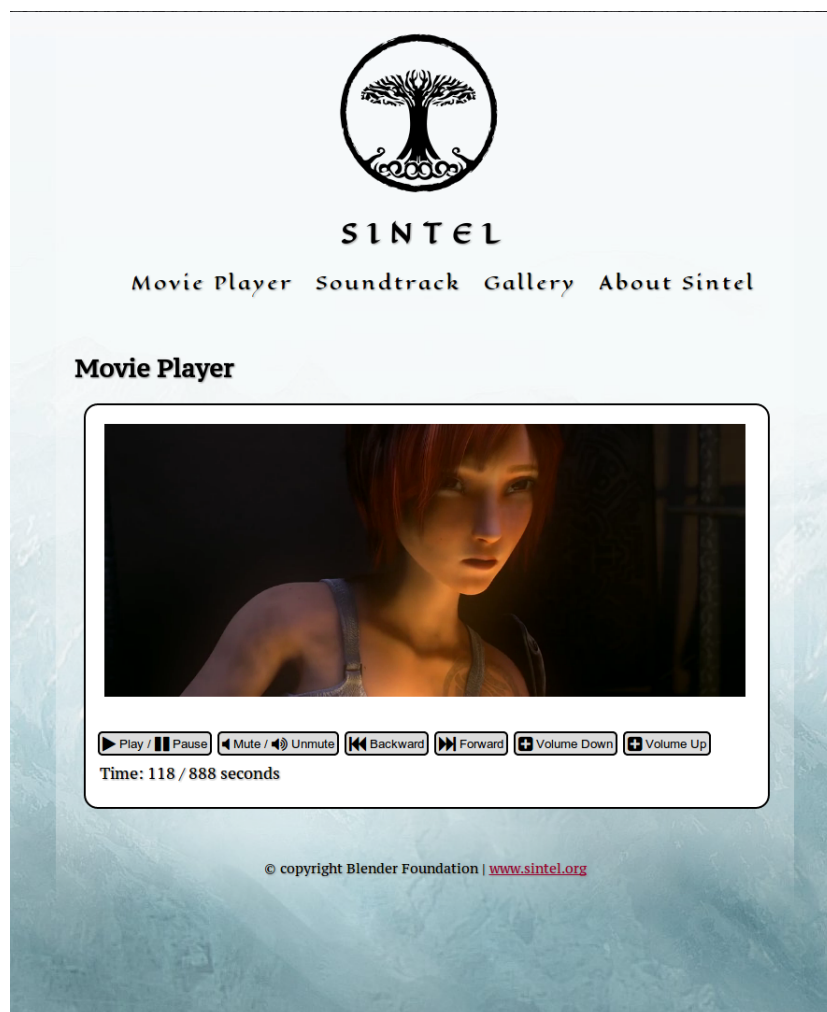 SINTEL
Movie Player Soundtrack Gallery About Sintel
Movie Player
Play / Pause Mute / Unmute Backward Forward Volume Down Volume Up
Time: 118 / 888 seconds
© copyright Blender Foundation | www.sintel.org